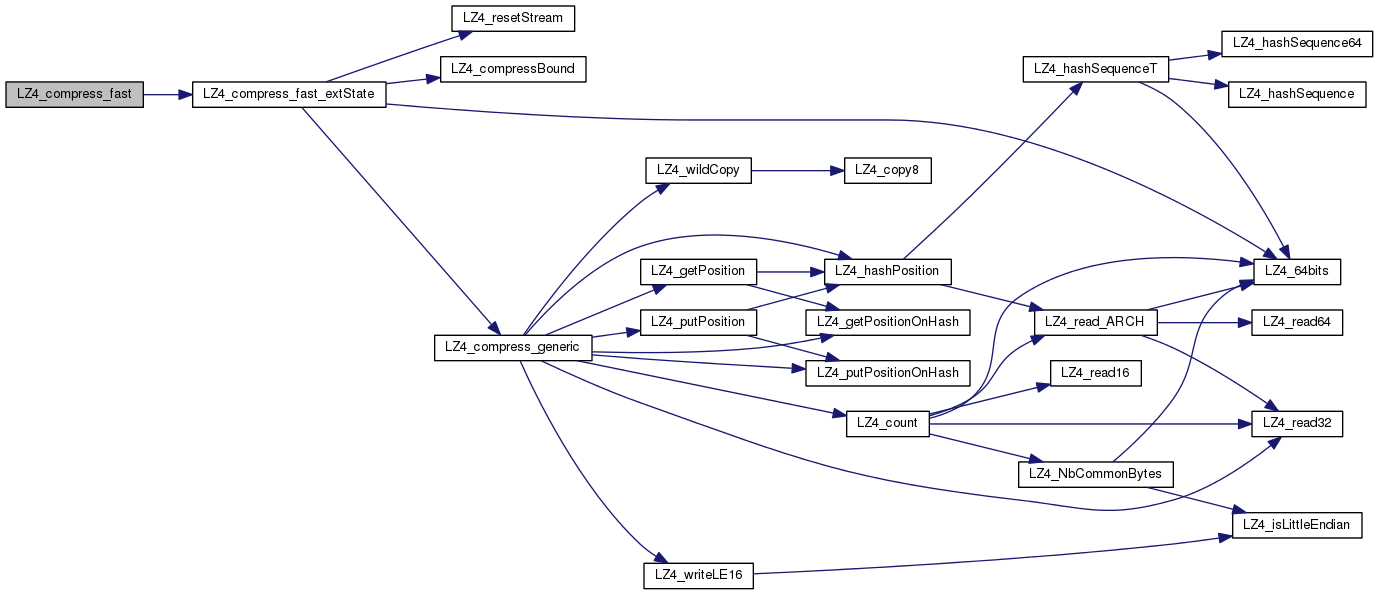 LZ4_resetStream
LZ4_hashSequence64
LZ4_compressBound
LZ4_hashSequenceT
LZ4_compress_fast
LZ4_compress_fast_extState
LZ4_hashSequence
LZ4_wildCopy
LZ4_copy8
LZ4_getPosition
LZ4_hashPosition
LZ4_64bits
LZ4_putPosition
LZ4_getPositionOnHash
LZ4_read_ARCH
LZ4_read64
LZ4_compress_generic
LZ4_putPositionOnHash
LZ4_read16
LZ4_count
LZ4_read32
LZ4_NbCommonBytes
LZ4_isLittleEndian
LZ4_writeLE16